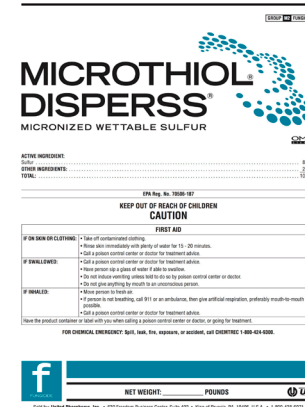 GROUP M2 FUNGI
MICROTHIOL®
DISPERSS®
MICRONIZED WETTABLE SULFUR
ACTIVE INGREDIENT:
Sulfur
OTHER INGREDIENTS:
TOTAL:
EPA Reg. No. 70506-187
KEEP OUT OF REACH OF CHILDREN
CAUTION
FIRST AID
IF ON SKIN OR CLOTHING: • Take off contaminated clothing.
• Rinse skin immediately with plenty of water for 15 - 20 minutes.
• Call a poison control center or doctor for treatment advice.
IF SWALLOWED: • Call a poison control center or doctor for treatment advice.
• Have person sip a glass of water if able to swallow.
• Do not induce vomiting unless told to do so by poison control center or doctor.
• Do not give anything by mouth to an unconscious person.
IF INHALED: • Move person to fresh air.
• If person is not breathing, call 911 or an ambulance, then give artificial respiration, preferably mouth-to-mouth
possible.
• Call a poison control center or doctor for treatment advice.
Have the product container or label with you when calling a poison control center or doctor, or going for treatment.
FOR CHEMICAL EMERGENCY: Spill, leak, fire, exposure, or accident, call CHEMTREC 1-800-424-9300.
f
FUNGICIDES
NET WEIGHT: ____________ POUNDS